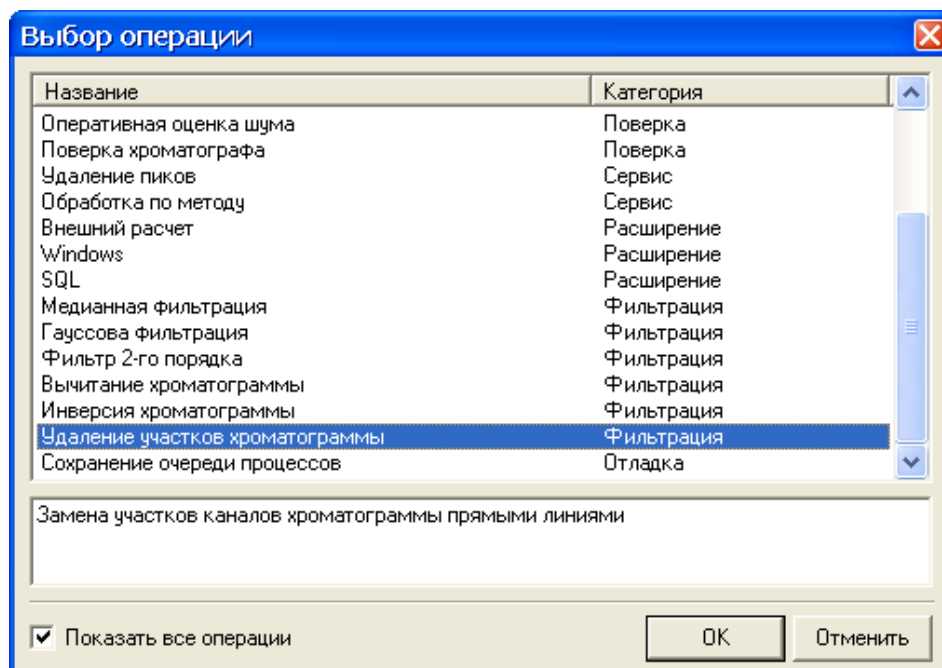 Выбор операции
Название Категория
Оперативная оценка шума Поверка
Поверка хроматографа Поверка
Удаление пиков Сервис
Обработка по методу Сервис
Внешний расчет Расширение
Windows Расширение
SQL Расширение
Медианная фильтрация Фильтрация
Гауссова фильтрация Фильтрация
Фильтр 2-го порядка Фильтрация
Вычитание хроматограммы Фильтрация
Инверсия хроматограммы Фильтрация
Удаление участков хроматограммы Фильтрация
Сохранение очереди процессов Отладка
Замена участков каналов хроматограммы прямыми линиями
Показать все операции OK Отменить